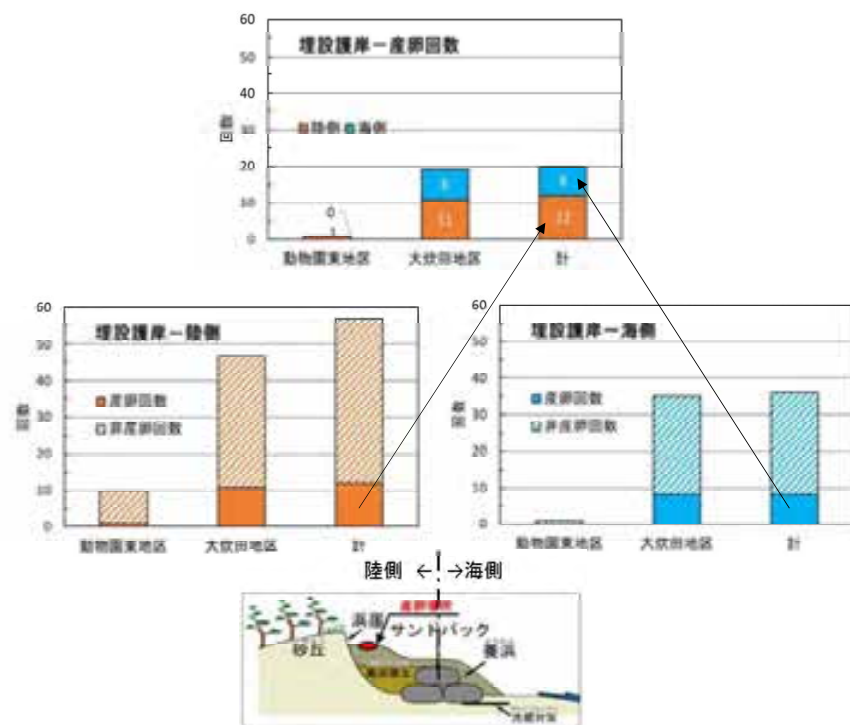 埋設護岸－産卵回数
60
50
40
30
20
10
0
回数
陸側 海側
0
1
11
8
12
8
動物園東地区 大炊田地区 計
埋設護岸－陸側
60
50
40
30
20
10
0
回数
産卵回数
非産卵回数
動物園東地区 大炊田地区 計
埋設護岸－海側
60
50
40
30
20
10
0
回数
産卵回数
非産卵回数
動物園東地区 大炊田地区 計
陸側 ← →海側
産卵場所
浜崖
サントバック
砂丘
養浜